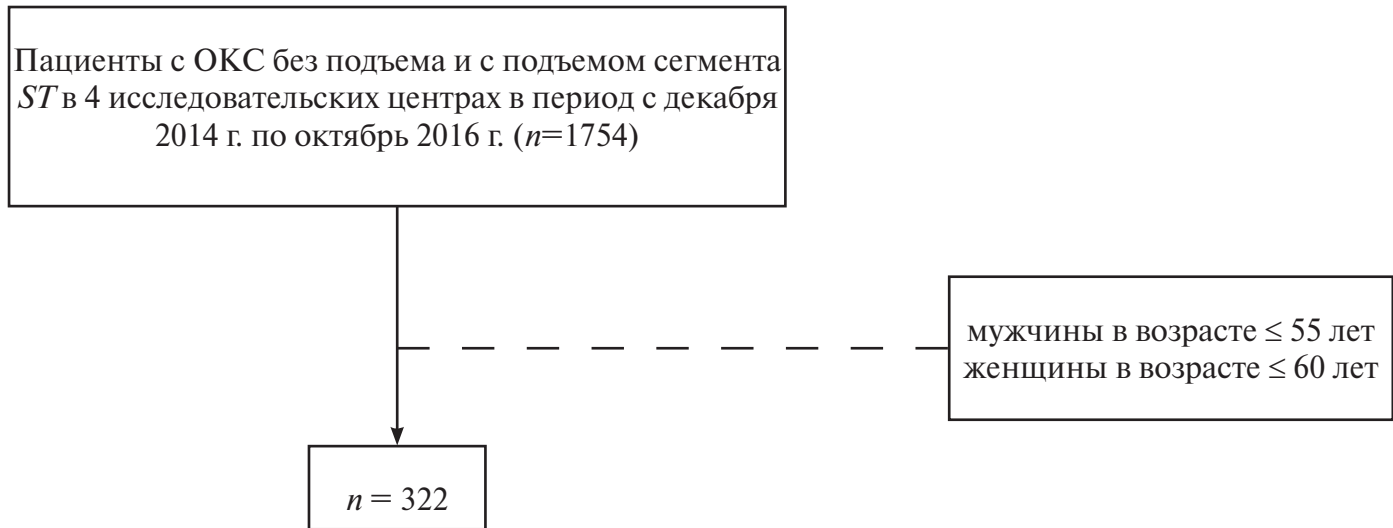 Пациенты с ОКС без подъема и с подъемом сегмента
ST в 4 исследовательских центрах в период с декабря
2014 г. по октябрь 2016 г. (n=1754)
мужчины в возрасте ≤ 55 лет
женщины в возрасте ≤ 60 лет
n = 322